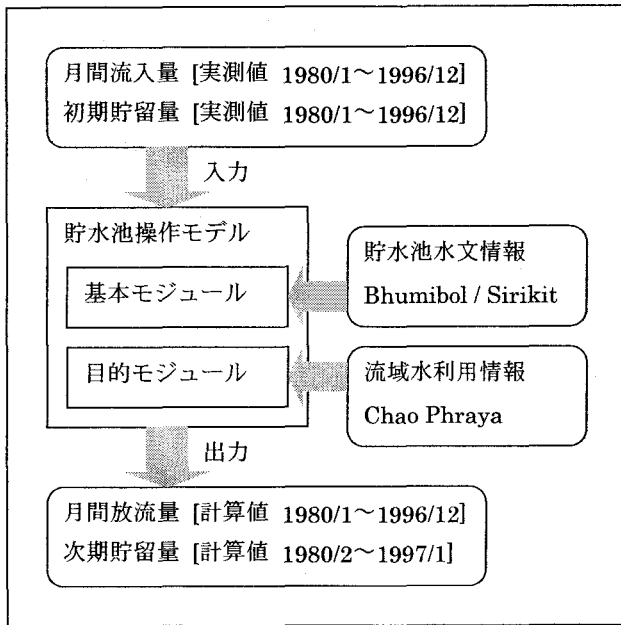 月間流入量 [実測値 1980/1～1996/12]
初期貯留量 [実測値 1980/1～1996/12]
入力
貯水池操作モデル
基本モジュール
目的モジュール
貯水池水文情報
Bhumibol / Sirikit
流域水利用情報
Chao Phraya
出力
月間放流量 [計算値 1980/1～1996/12]
次期貯留量 [計算値 1980/2～1997/1]